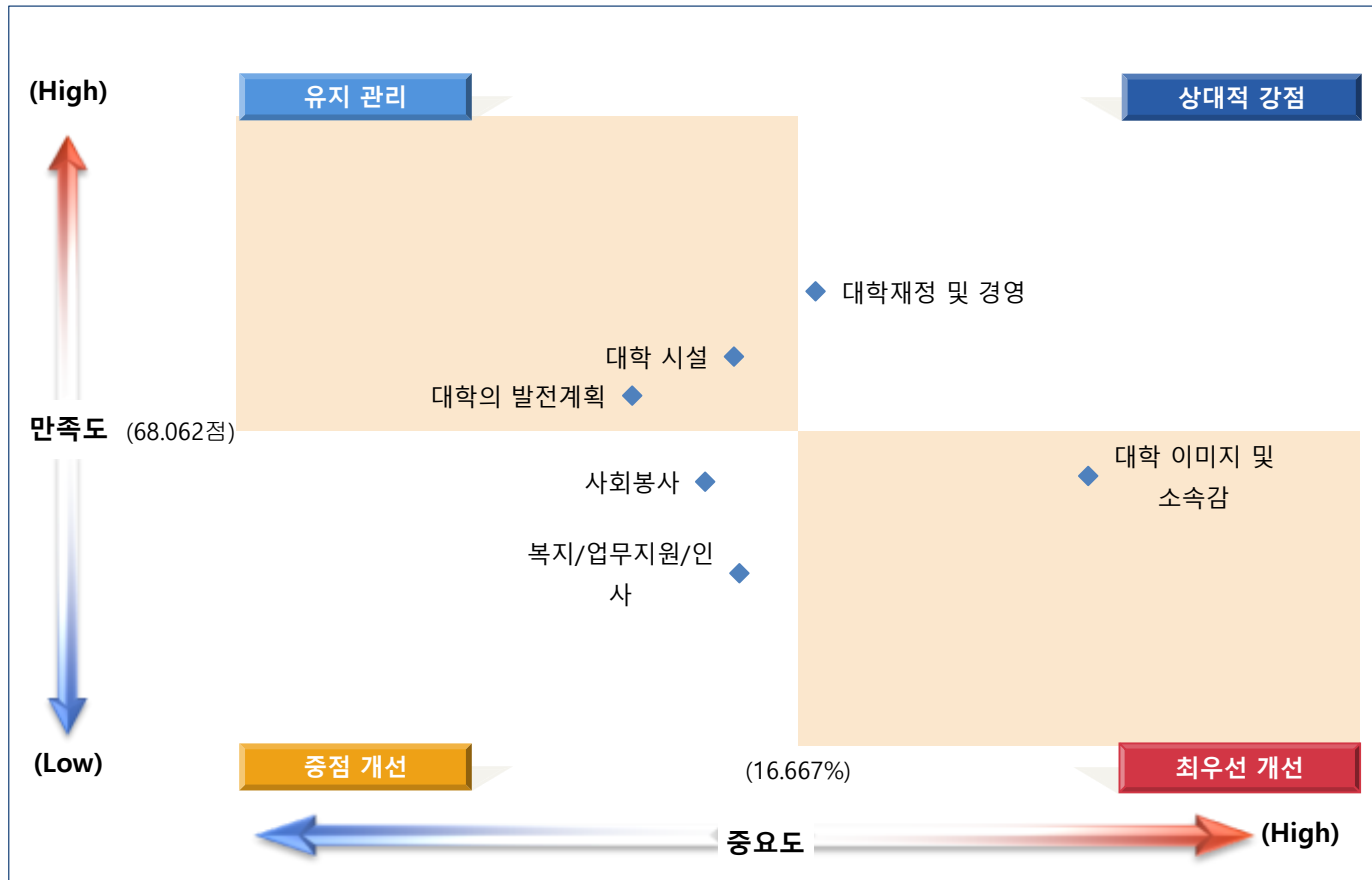 (High)
유지 관리
상대적 강점
대학재정 및 경영
대학 시설
대학의 발전계획
만족도 (68.062점)
대학 이미지 및
소속감
사회봉사
복지/업무지원/인
사
(Low)
중점 개선
(16.667%)
최우선 개선
중요도
(High)